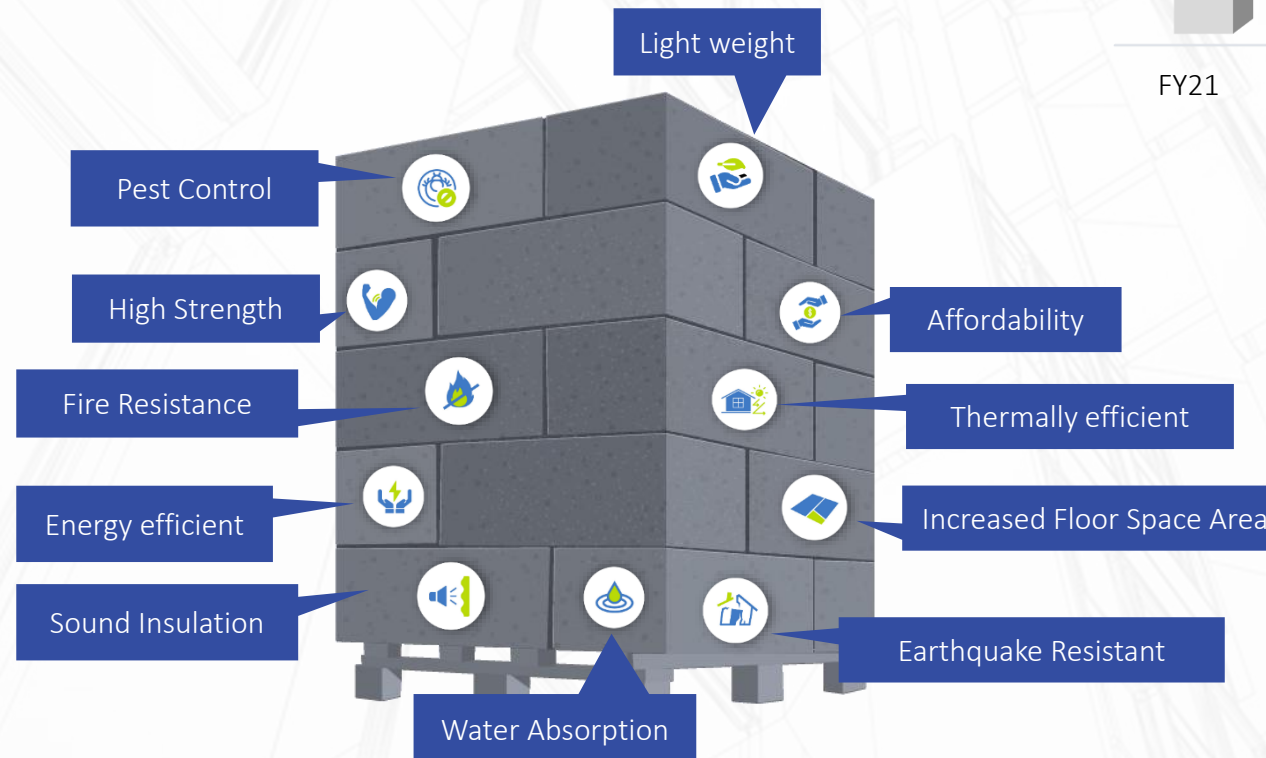 Light weight
FY21
Pest Control
High Strength
Affordability
Fire Resistance
Thermally efficient
Energy efficient
Increased Floor Space Area
Sound Insulation
Earthquake Resistant
Water Absorption